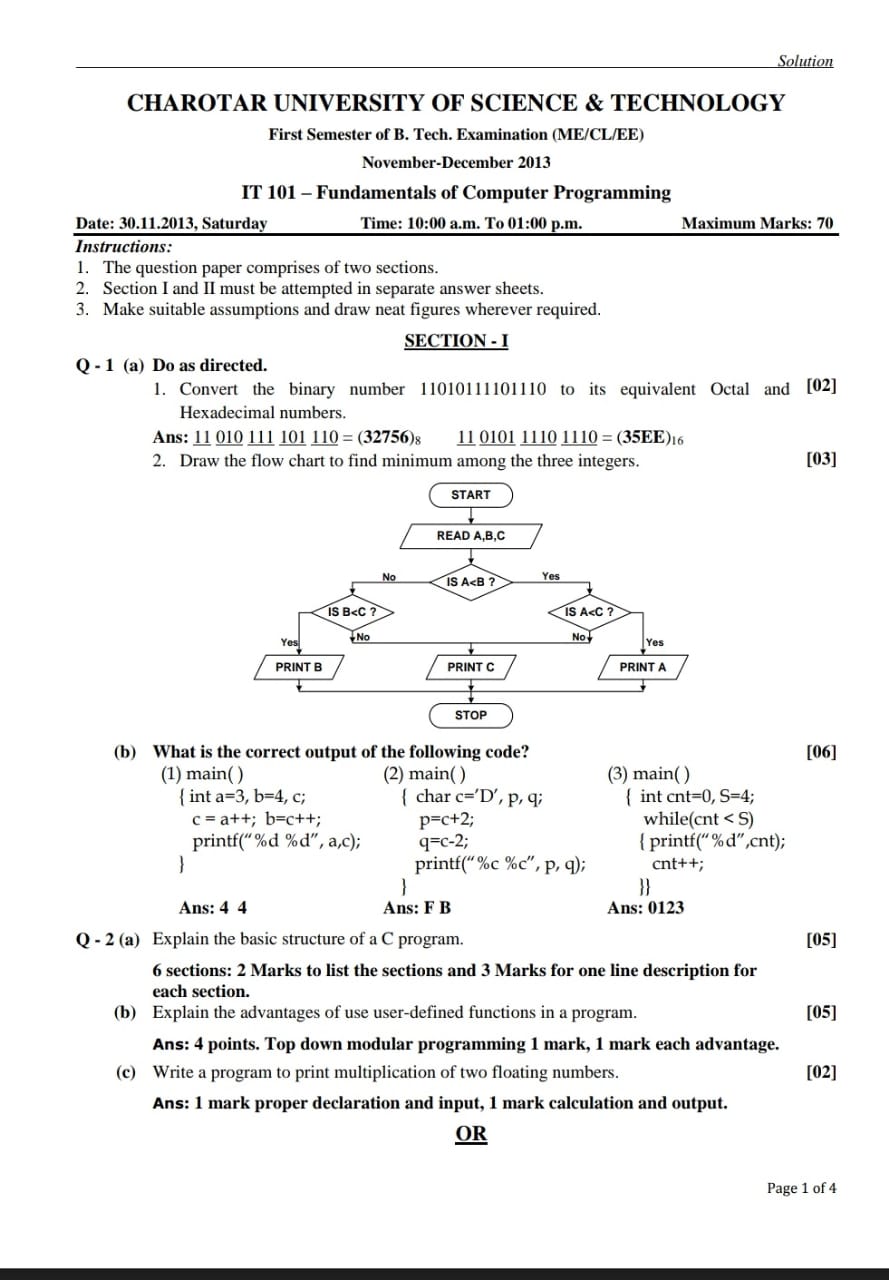 Solution
CHAROTAR UNIVERSITY OF SCIENCE & TECHNOLOGY
First Semester of B. Tech. Examination (ME/CL/EE)
November-December 2013
IT 101 – Fundamentals of Computer Programming
Date: 30.11.2013, Saturday Time: 10:00 a.m. To 01:00 p.m. Maximum Marks: 70
Instructions:
1. The question paper comprises of two sections.
2. Section I and II must be attempted in separate answer sheets.
3. Make suitable assumptions and draw neat figures wherever required.
SECTION - I
Q - 1 (a) Do as directed.
1. Convert the binary number 11010111101110 to its equivalent Octal and [02]
Hexadecimal numbers.
Ans: 11 010 111 101 110 = (32756)8 11 0101 1110 1110 = (35EE)16
2. Draw the flow chart to find minimum among the three integers. [03]
START
READ A,B,C
No IS A<B ? Yes
IS B<C ? IS A<C ?
Yes No No Yes
PRINT B PRINT C PRINT A
STOP
(b) What is the correct output of the following code? [06]
(1) main( ) (2) main( ) (3) main( )
{ int a=3, b=4, c; { char c='D', p, q; { int cnt=0, S=4;
c = a++; b=c++; p=c+2; while(cnt < S)
printf("%d %d", a,c); q=c-2; { printf("%d",cnt);
} printf("%c %c", p, q); cnt++;
} }}
Ans: 4 4 Ans: F B Ans: 0123
Q - 2 (a) Explain the basic structure of a C program. [05]
6 sections: 2 Marks to list the sections and 3 Marks for one line description for
each section.
(b) Explain the advantages of use user-defined functions in a program. [05]
Ans: 4 points. Top down modular programming 1 mark, 1 mark each advantage.
(c) Write a program to print multiplication of two floating numbers. [02]
Ans: 1 mark proper declaration and input, 1 mark calculation and output.
OR
Page 1 of 4